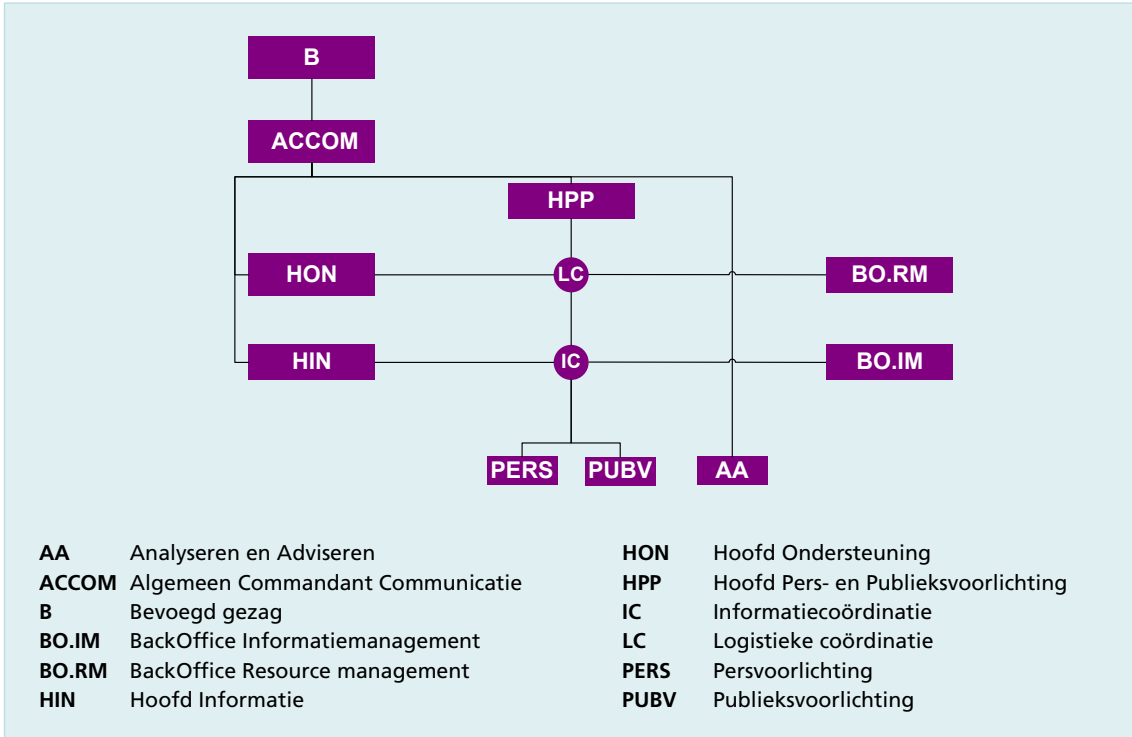 B
ACCOM
HPP
HON
LC
BO.RM
HIN
IC
BO.IM
PERS
PUBV
AA
AA Analyseren en Adviseren
ACCOM Algemeen Commandant Communicatie
B Bevoegd gezag
BO.IM BackOffice Informatiemanagement
BO.RM BackOffice Resource management
HIN Hoofd Informatie
HON Hoofd Ondersteuning
HPP Hoofd Pers- en Publieksvoorlichting
IC Informatiecoördinatie
LC Logistieke coördinatie
PERS Persvoorlichting
PUBV Publieksvoorlichting